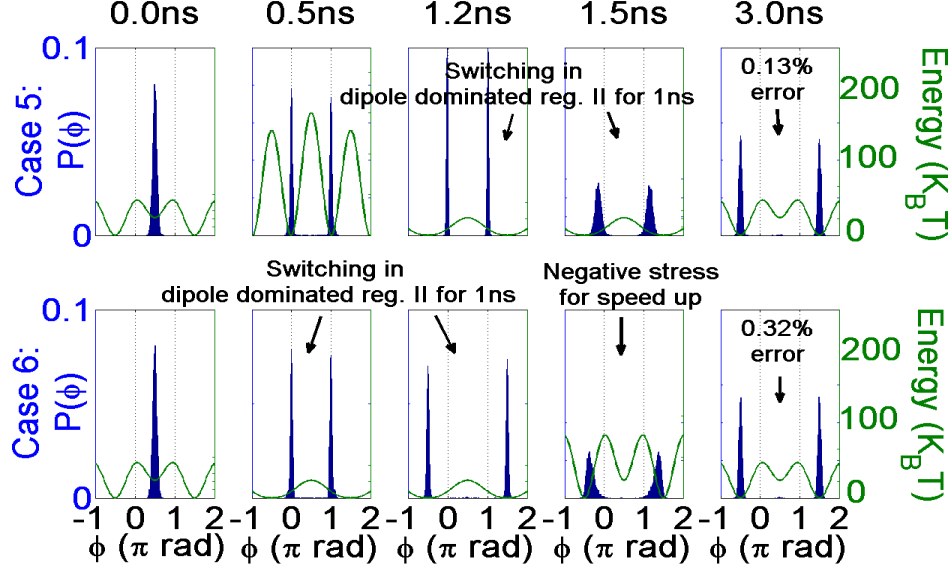 0.0ns 0.5ns 1.2ns 1.5ns 3.0ns
Case 5:
P(ϕ)
0.1
0
Switching in
dipole dominated reg. II for 1ns
0.13%
error
200
100
0
Energy (K_BT)
Switching in
dipole dominated reg. II for 1ns
Negative stress
for speed up
Case 6:
P(ϕ)
0.1
0
0.32%
error
200
100
0
Energy (K_BT)
-1 0 1 2 -1 0 1 2 -1 0 1 2 -1 0 1 2 -1 0 1 2
ϕ (π rad) ϕ (π rad) ϕ (π rad) ϕ (π rad) ϕ (π rad)